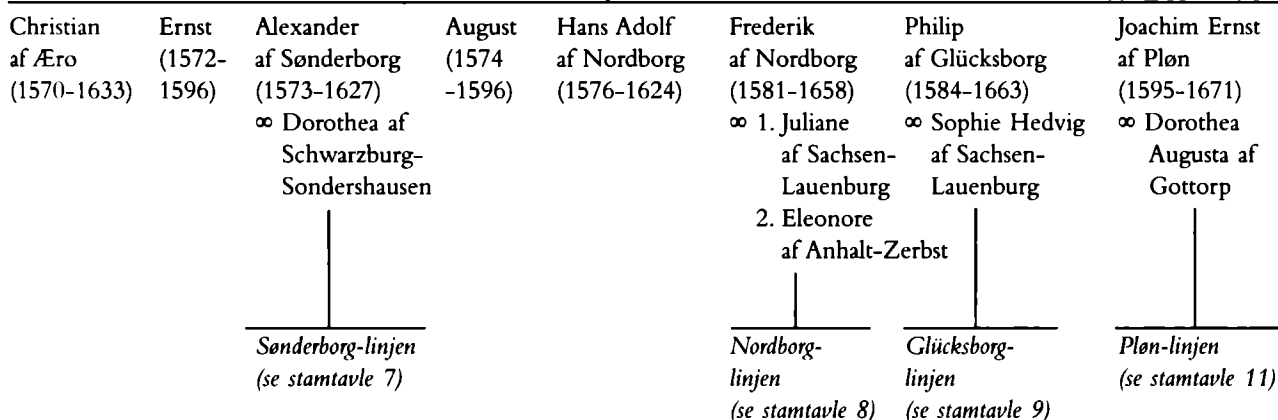 Christian
af Ærø
(1570-1633)
Ernst
(1572-
1596)
Alexander
af Sønderborg
(1573-1627)
∞ Dorothea af
Schwarzburg-
Sondershausen
Sønderborg-linjen
(se stamtavle 7)
August
(1574
-1596)
Hans Adolf
af Nordborg
(1576-1624)
Frederik
af Nordborg
(1581-1658)
∞ 1. Juliane
af Sachsen-
Lauenburg
2. Eleonore
af Anhalt-Zerbst
Nordborg-
linjen
(se stamtavle 8)
Philip
af Glücksborg
(1584-1663)
∞ Sophie Hedvig
af Sachsen-
Lauenburg
Glücksborg-
linjen
(se stamtavle 9)
Joachim Ernst
af Pløn
(1595-1671)
∞ Dorothea
Augusta af
Gottorp
Pløn-linjen
(se stamtavle 11)